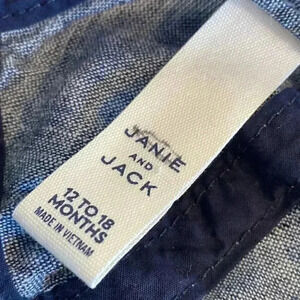 JANIE
AND
JACK
12 TO 18
MONTHS
MADE IN VIETNAM